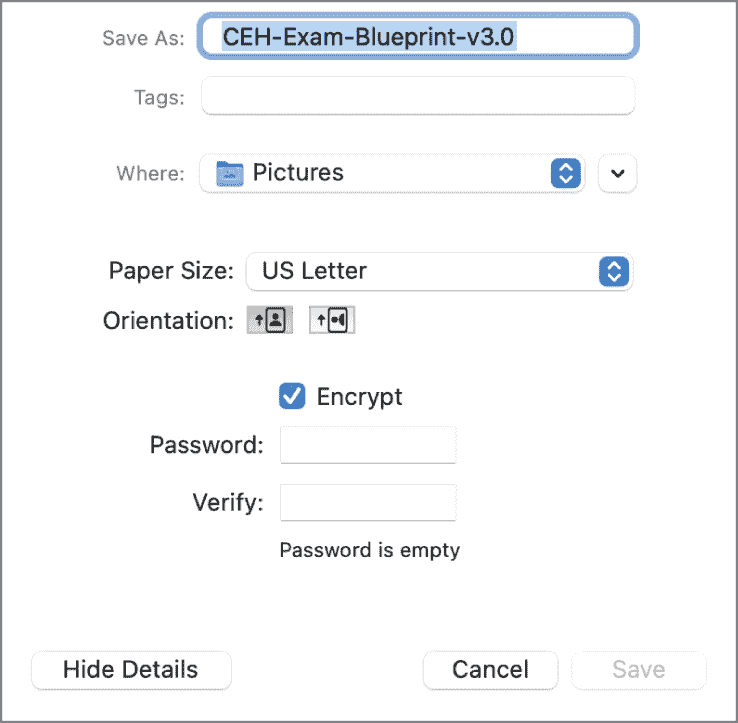 Save As: CEH-Exam-Blueprint-v3.0
Tags:
Where: Pictures
Paper Size: US Letter
Orientation:
Encrypt
Password:
Verify:
Password is empty
Hide Details Cancel Save